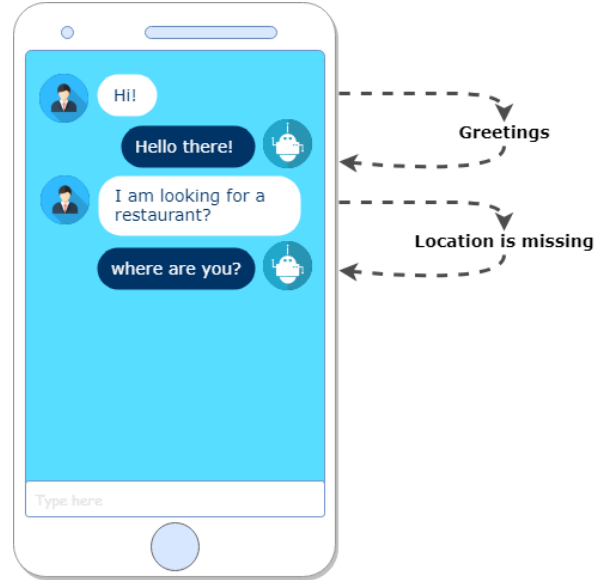 Hi!
Greetings
Hello there!
I am looking for a
restaurant?
Location is missing
where are you?
Type here